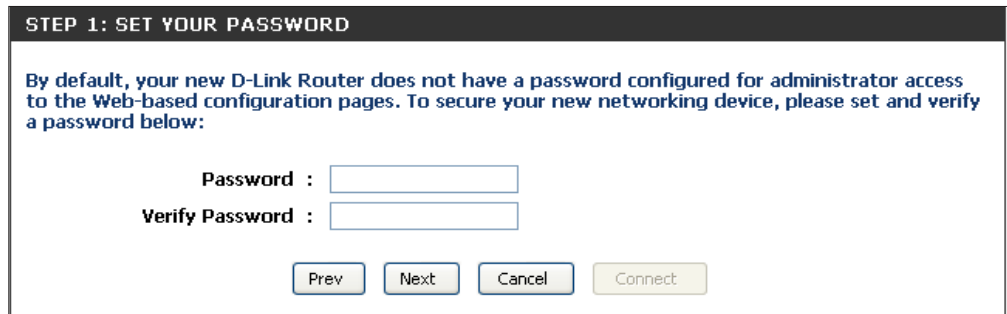 STEP 1: SET YOUR PASSWORD
By default, your new D-Link Router does not have a password configured for administrator access
to the Web-based configuration pages. To secure your new networking device, please set and verify
a password below:
Password :
Verify Password :
Prev Next Cancel Connect